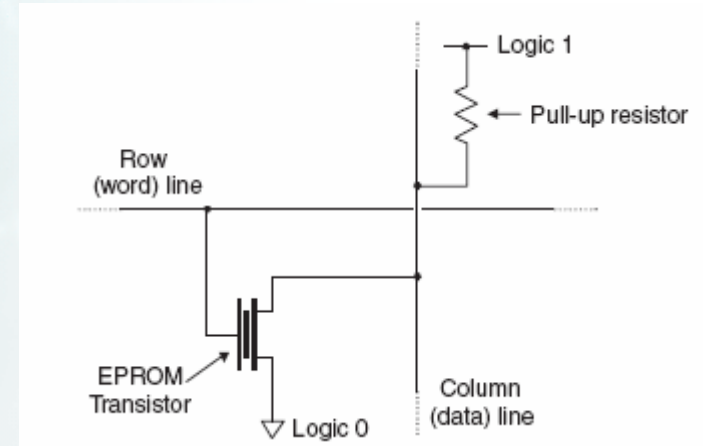 Logic 1
Pull-up resistor
Row
(word) line
EPROM
Transistor
Column
(data) line
Logic 0